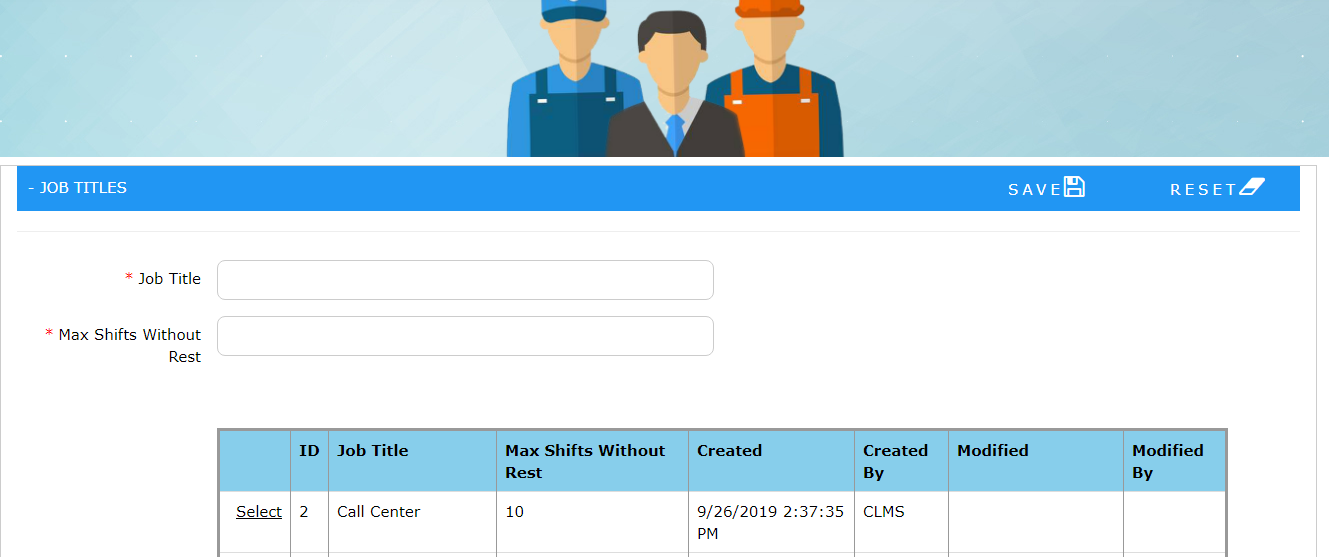 - JOB TITLES SAVE RESET
* Job Title
* Max Shifts Without
Rest
ID Job Title Max Shifts Without Created Created Modified Modified
Rest By By
Select 2 Call Center 10 9/26/2019 2:37:35 CLMS
PM